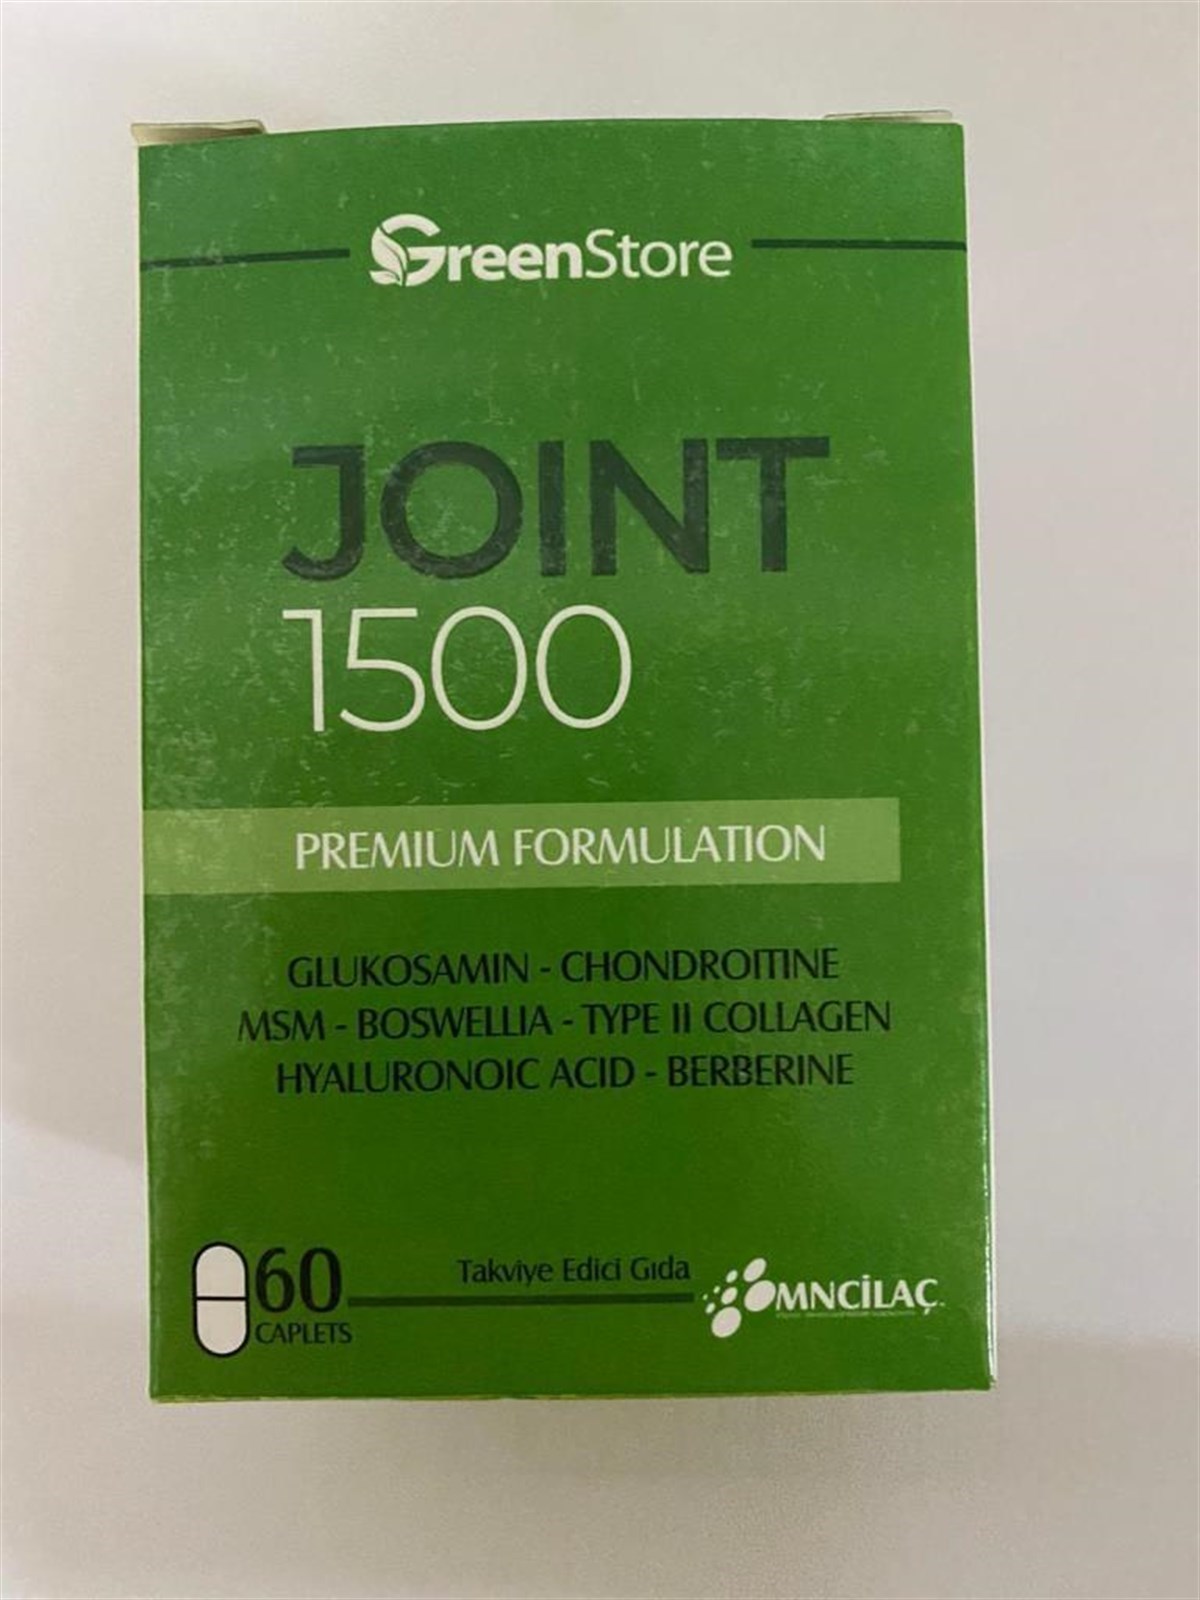 GreenStore
JOINT
1500
PREMIUM FORMULATION
GLUKOSAMIN - CHONDROITINE
MSM - BOSWELLIA - TYPE II COLLAGEN
HYALURONOIC ACID - BERBERINE
60
CAPLETS
Takviye Edici Gıda
MNCİLAÇ